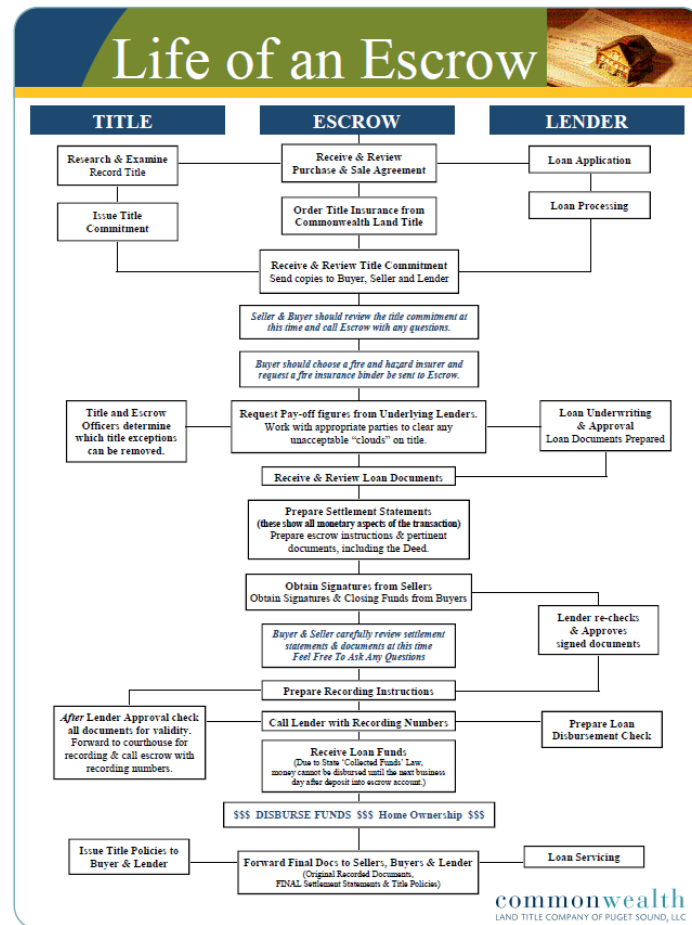 Life of an Escrow
TITLE
ESCROW
LENDER
Research & Examine
Record Title
Receive & Review
Purchase & Sale Agreement
Loan Application
Issue Title
Commitment
Order Title Insurance from
Commonwealth Land Title
Loan Processing
Receive & Review Title Commitment
Send copies to Buyer, Seller and Lender
Seller & Buyer should review the title commitment at
this time and call Escrow with any questions.
Buyer should choose a fire and hazard insurer and
request a fire insurance binder be sent to Escrow.
Title and Escrow
Officers determine
which title exceptions
can be removed.
Request Pay-off figures from Underlying Lenders.
Work with appropriate parties to clear any
unacceptable “clouds” on title.
Loan Underwriting
& Approval
Loan Documents Prepared
Receive & Review Loan Documents
Prepare Settlement Statements
(these show all monetary aspects of the transaction)
Prepare escrow instructions & pertinent
documents, including the Deed.
Obtain Signatures from Sellers
Obtain Signatures & Closing Funds from Buyers
Lender re-checks
& Approves
signed documents
Buyer & Seller carefully review settlement
statements & documents at this time
Feel Free To Ask Any Questions
Prepare Recording Instructions
After Lender Approval check
all documents for validity.
Forward to courthouse for
recording & call escrow with
recording numbers.
Call Lender with Recording Numbers
Prepare Loan
Disbursement Check
Receive Loan Funds
(Due to State ‘Collected Funds’ Law,
money cannot be disbursed until the next business
day after deposit into escrow account.)
$$$ DISBURSE FUNDS $$$ Home Ownership $$$
Issue Title Policies to
Buyer & Lender
Forward Final Docs to Sellers, Buyers & Lender
(Original Recorded Documents,
FINAL Settlement Statements & Title Policies)
Loan Servicing
commonwealth
LAND TITLE COMPANY OF PUGET SOUND, LLC